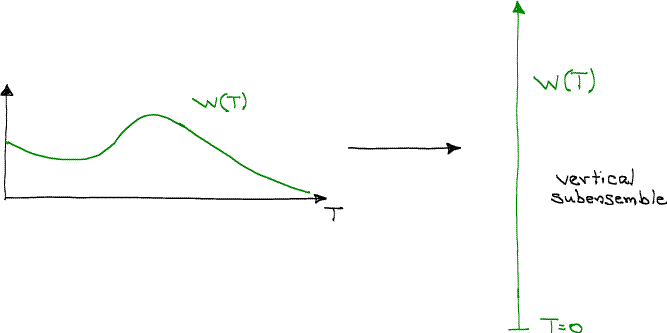 W(T)
T
W(T)
vertical
subensemble
T=0